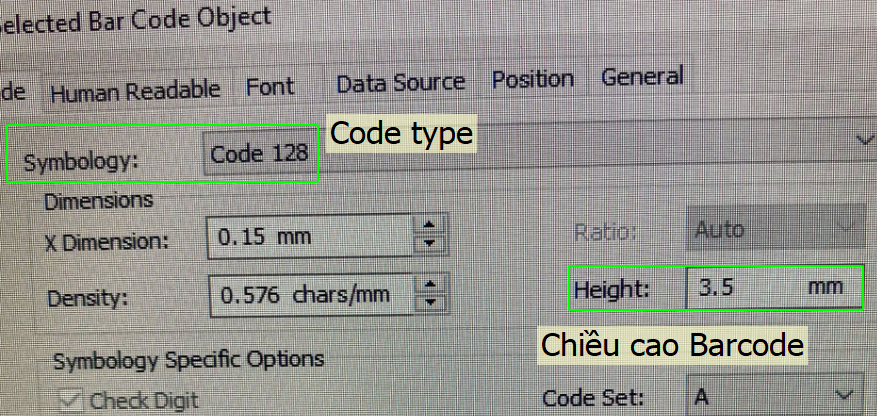 elected Bar Code Object
de Human Readable Font Data Source Position General
Symbology: Code 128 Code type
Dimensions
X Dimension: 0.15 mm Ratio: Auto
Density: 0.576 chars/mm Height: 3.5 mm
Chiều cao Barcode
Symbology Specific Options
Check Digit Code Set: A